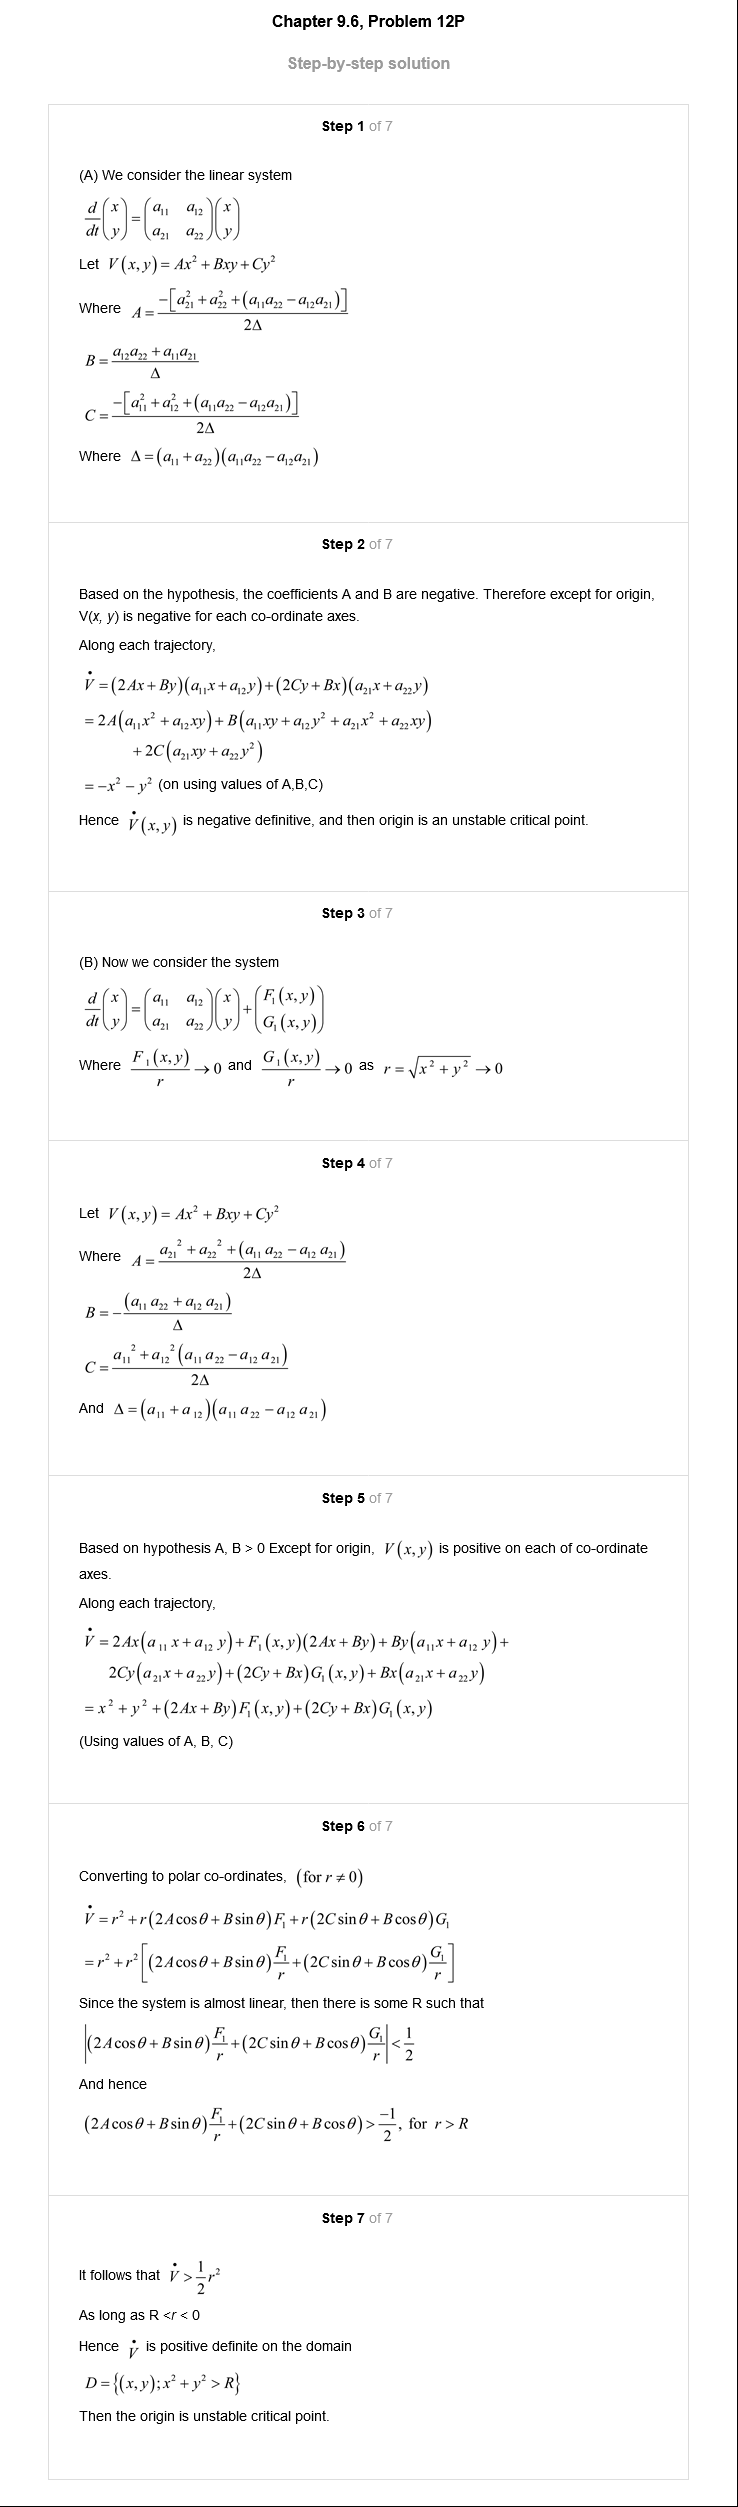 Chapter 9.6, Problem 12P
Step-by-step solution
Step 1 of 7
(A) We consider the linear system
$\frac{d}{dt}\begin{pmatrix} x \\ y \end{pmatrix} = \begin{pmatrix} a_{11} & a_{12} \\ a_{21} & a_{22} \end{pmatrix}\begin{pmatrix} x \\ y \end{pmatrix}$
Let $V(x,y) = Ax^2 + Bxy + Cy^2$
Where $A = \frac{-[a_{21}^2 + a_{22}^2 + (a_{11}a_{22} - a_{12}a_{21})]}{2\Delta}$
$B = \frac{a_{12}a_{22} + a_{11}a_{21}}{\Delta}$
$C = \frac{-[a_{11}^2 + a_{12}^2 + (a_{11}a_{22} - a_{12}a_{21})]}{2\Delta}$
Where $\Delta = (a_{11} + a_{22})(a_{11}a_{22} - a_{12}a_{21})$
Step 2 of 7
Based on the hypothesis, the coefficients A and B are negative. Therefore except for origin,
V(x, y) is negative for each co-ordinate axes.
Along each trajectory,
$\dot{V} = (2Ax + By)(a_{11}x + a_{12}y) + (2Cy + Bx)(a_{21}x + a_{22}y)$
$= 2A(a_{11}x^2 + a_{12}xy) + B(a_{11}xy + a_{12}y^2 + a_{21}x^2 + a_{22}xy)$
$+ 2C(a_{21}xy + a_{22}y^2)$
$= -x^2 - y^2$ (on using values of A,B,C)
Hence $\dot{V}(x,y)$ is negative definitive, and then origin is an unstable critical point.
Step 3 of 7
(B) Now we consider the system
$\frac{d}{dt}\begin{pmatrix} x \\ y \end{pmatrix} = \begin{pmatrix} a_{11} & a_{12} \\ a_{21} & a_{22} \end{pmatrix}\begin{pmatrix} x \\ y \end{pmatrix} + \begin{pmatrix} F_1(x,y) \\ G_1(x,y) \end{pmatrix}$
Where $\frac{F_1(x,y)}{r} \to 0$ and $\frac{G_1(x,y)}{r} \to 0$ as $r = \sqrt{x^2 + y^2} \to 0$
Step 4 of 7
Let $V(x,y) = Ax^2 + Bxy + Cy^2$
Where $A = \frac{a_{21}^2 + a_{22}^2 + (a_{11}a_{22} - a_{12}a_{21})}{2\Delta}$
$B = -\frac{(a_{11}a_{22} + a_{12}a_{21})}{\Delta}$
$C = \frac{a_{11}^2 + a_{12}^2(a_{11}a_{22} - a_{12}a_{21})}{2\Delta}$
And $\Delta = (a_{11} + a_{12})(a_{11}a_{22} - a_{12}a_{21})$
Step 5 of 7
Based on hypothesis A, B > 0 Except for origin, $V(x,y)$ is positive on each of co-ordinate
axes.
Along each trajectory,
$\dot{V} = 2Ax(a_{11}x + a_{12}y) + F_1(x,y)(2Ax + By) + By(a_{11}x + a_{12}y) +$
$2Cy(a_{21}x + a_{22}y) + (2Cy + Bx)G_1(x,y) + Bx(a_{21}x + a_{22}y)$
$= x^2 + y^2 + (2Ax + By)F_1(x,y) + (2Cy + Bx)G_1(x,y)$
(Using values of A, B, C)
Step 6 of 7
Converting to polar co-ordinates, $(\text{for } r \neq 0)$
$\dot{V} = r^2 + r(2A\cos\theta + B\sin\theta)F_1 + r(2C\sin\theta + B\cos\theta)G_1$
$= r^2 + r^2\left[(2A\cos\theta + B\sin\theta)\frac{F_1}{r} + (2C\sin\theta + B\cos\theta)\frac{G_1}{r}\right]$
Since the system is almost linear, then there is some R such that
$\left|(2A\cos\theta + B\sin\theta)\frac{F_1}{r} + (2C\sin\theta + B\cos\theta)\frac{G_1}{r}\right| < \frac{1}{2}$
And hence
$(2A\cos\theta + B\sin\theta)\frac{F_1}{r} + (2C\sin\theta + B\cos\theta) > \frac{-1}{2}$, for $r > R$
Step 7 of 7
It follows that $\dot{V} > \frac{1}{2}r^2$
As long as R <r < 0
Hence $\dot{V}$ is positive definite on the domain
$D = \{(x,y); x^2 + y^2 > R\}$
Then the origin is unstable critical point.